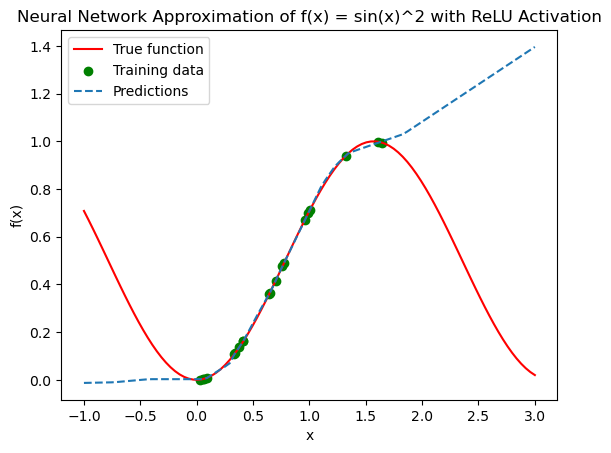 Neural Network Approximation of f(x) = sin(x)^2 with ReLU Activation
True function
Training data
Predictions
f(x)
1.4
1.2
1.0
0.8
0.6
0.4
0.2
0.0
−1.0 −0.5 0.0 0.5 1.0 1.5 2.0 2.5 3.0
x